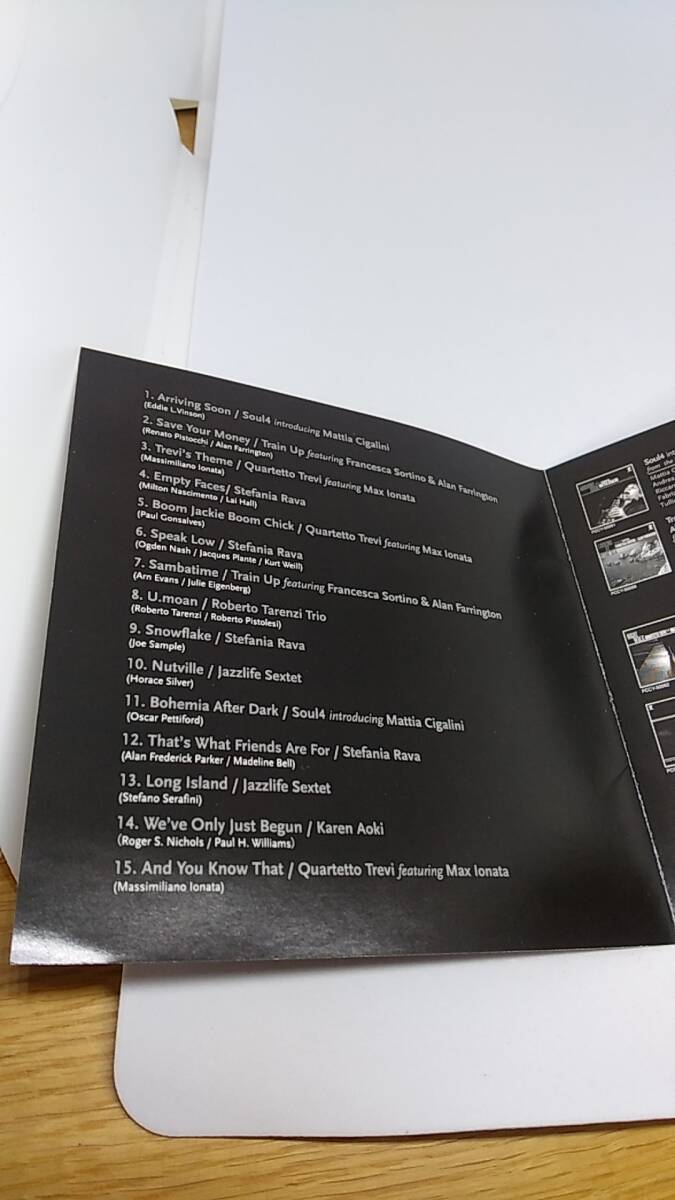 1. Arriving Soon / Soul4 introducing Mattia Cigalini
(Eddie L.Vinson)
2. Save Your Money / Train Up featuring Francesca Sortino & Alan Farrington
(Renato Pistocchi / Alan Farrington)
3. Trevi's Theme / Quartetto Trevi featuring Max Ionata
(Massimiliano Ionata)
4. Empty Faces/ Stefania Rava
(Milton Nascimento / Lai Hall)
5. Boom Jackie Boom Chick / Quartetto Trevi featuring Max Ionata
(Paul Gonsalves)
6. Speak Low / Stefania Rava
(Ogden Nash / Jacques Plante / Kurt Weill)
7. Sambatime / Train Up featuring Francesca Sortino & Alan Farrington
(Arn Evans / Julie Eigenberg)
8. U.moan / Roberto Tarenzi Trio
(Roberto Tarenzi / Roberto Pistolesi)
9. Snowflake / Stefania Rava
(Joe Sample)
10. Nutville / Jazzlife Sextet
(Horace Silver)
11. Bohemia After Dark / Soul4 introducing Mattia Cigalini
(Oscar Pettiford)
12. That's What Friends Are For / Stefania Rava
(Alan Frederick Parker / Madeline Bell)
13. Long Island / Jazzlife Sextet
(Stefano Serafini)
14. We've Only Just Begun / Karen Aoki
(Roger S. Nichols / Paul H. Williams)
15. And You Know That / Quartetto Trevi featuring Max Ionata
(Massimiliano Ionata)
Soul4
from the
Mattia
Andrea